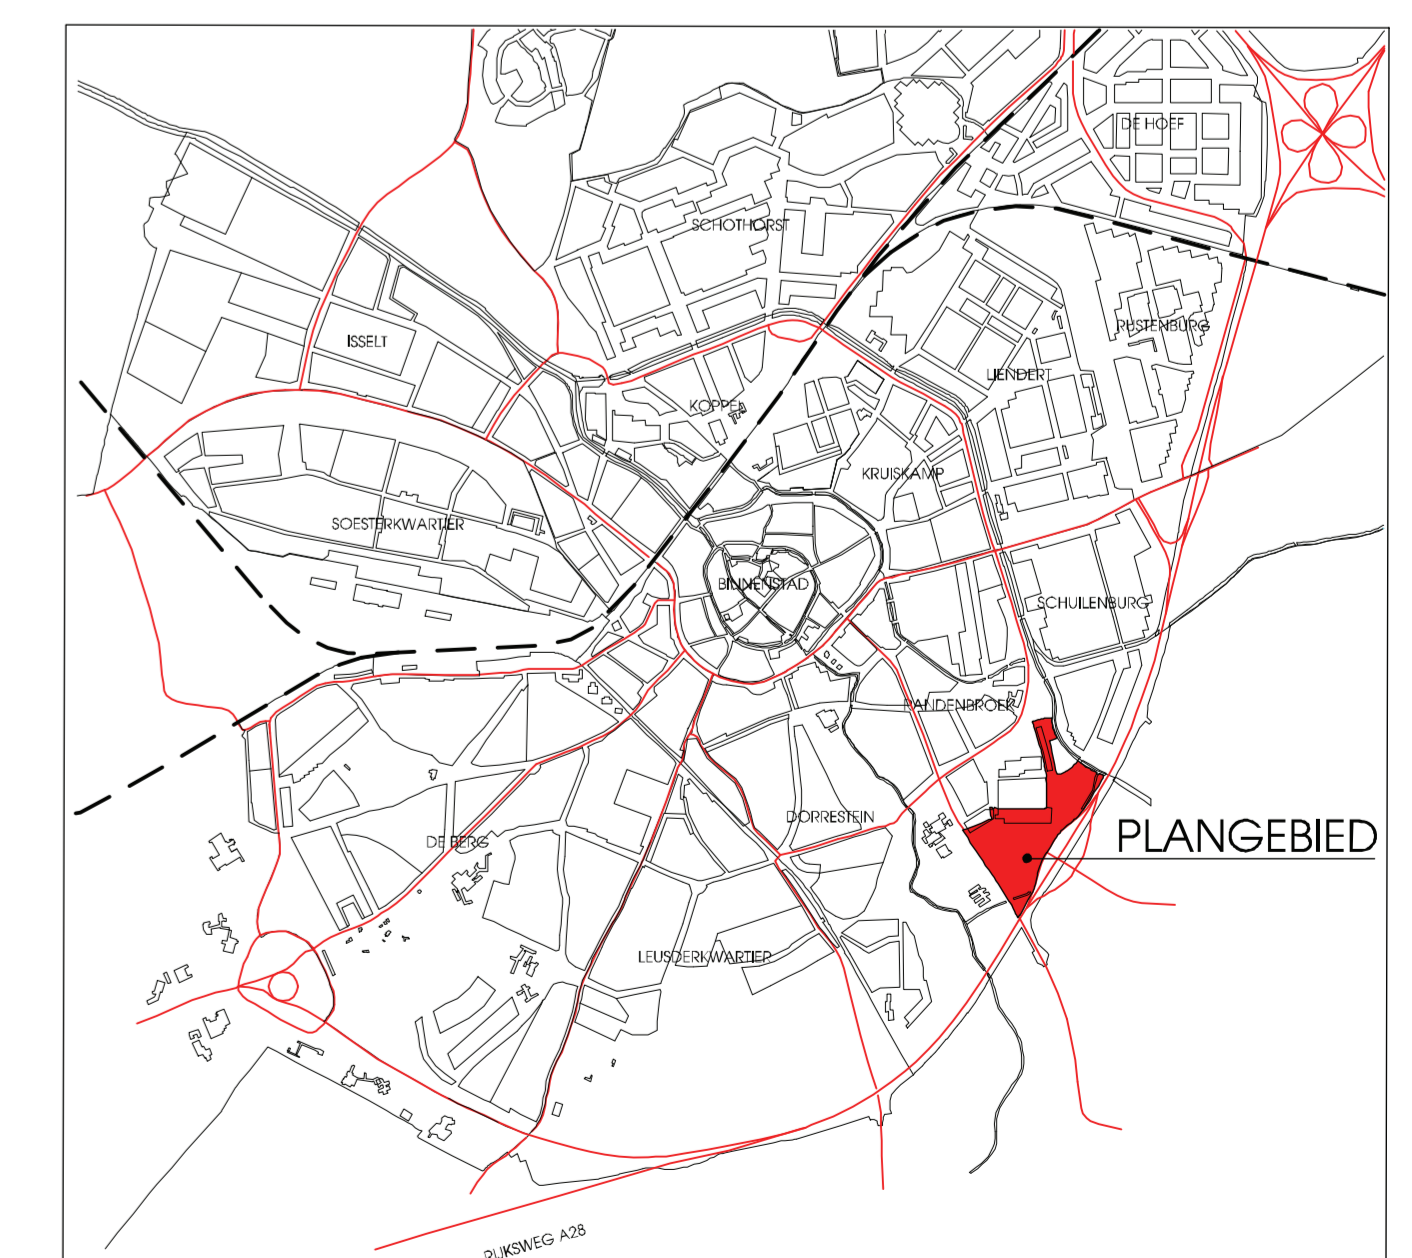 DE HOEF
SCHOTHORST
RUSTENBURG
ISSELT
LIENDERT
KOPPEL
KRUISKAMP
SOESTERKWARTIER
BINNENSTAD
SCHUILENBURG
RANDENBROEK
DORRESTEIN
PLANGEBIED
DE BERG
LEUSDERKWARTIER
RIJKSWEG A28